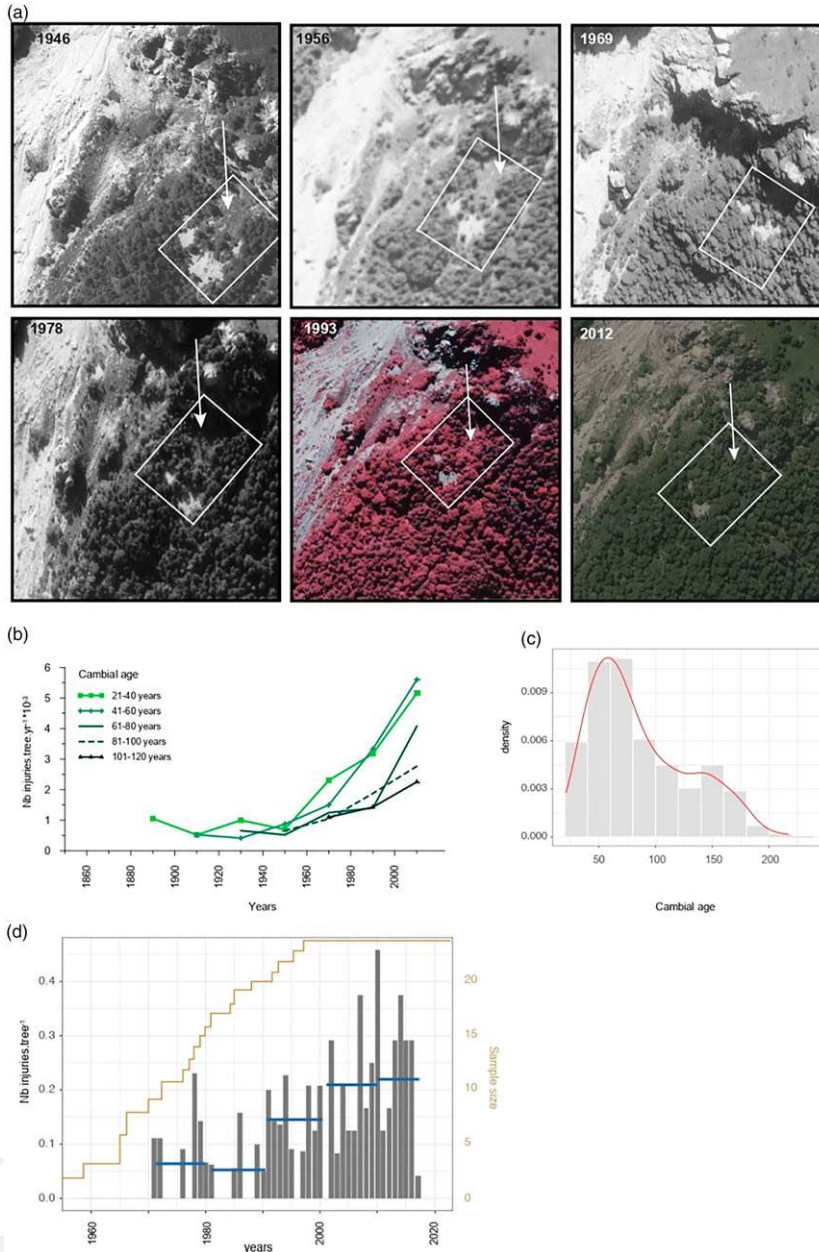 (a)
1946
1956
1969
1978
1993
2012
(b)
Cambial age
21-40 years
41-60 years
61-80 years
81-100 years
101-120 years
Nb injuries.tree.yr⁻¹*10⁻³
6
5
4
3
2
1
0
1860
1880
1900
1920
1940
1960
1980
2000
Years
(c)
density
0.009
0.006
0.003
0.000
50
100
150
200
Cambial age
(d)
Nb injuries.tree⁻¹
0.4
0.3
0.2
0.1
0.0
1960
1980
2000
2020
years
20
15
10
5
0
Sample size